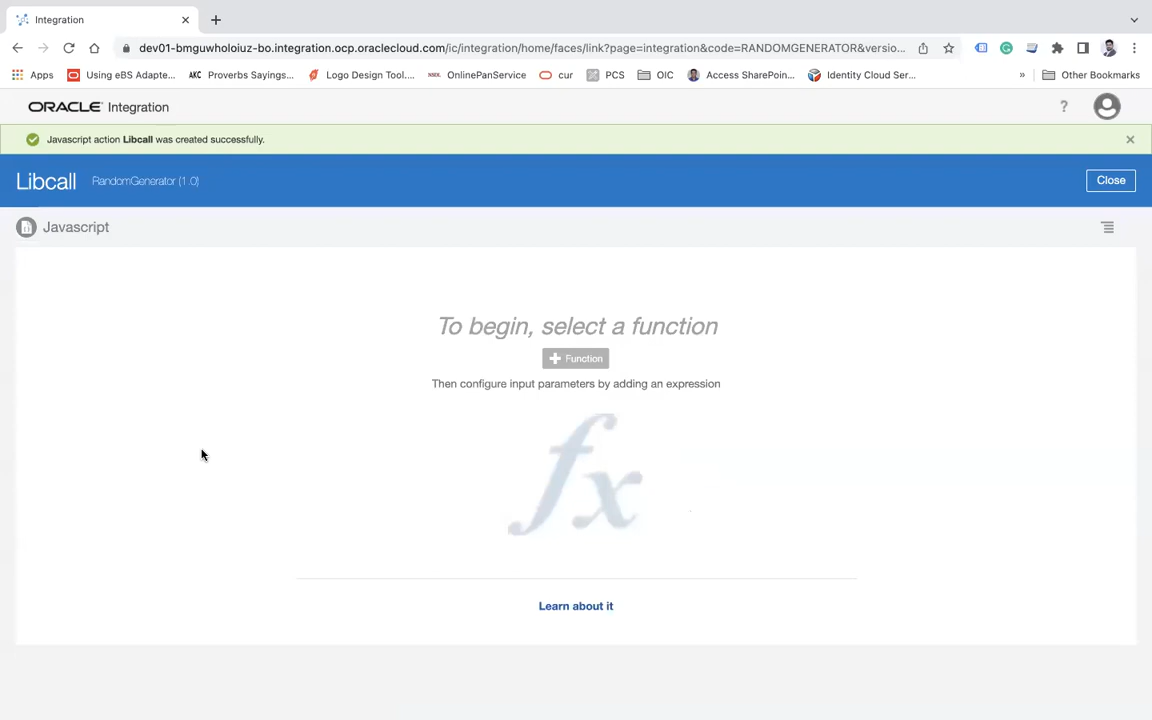 Integration
dev01-bmguwholoiuz-bo.integration.ocp.oraclecloud.com/ic/integration/home/faces/link?page=integration&code=RANDOMGENERATOR&versio...
Apps
Using eBS Adapte...
AKC Proverbs Sayings...
Logo Design Tool....
OnlinePanService
cur
PCS
OIC
Access SharePoin...
Identity Cloud Ser...
»
Other Bookmarks
ORACLE Integration
?
Javascript action Libcall was created successfully.
Libcall RandomGenerator (1.0)
Close
Javascript
To begin, select a function
Function
Then configure input parameters by adding an expression
fx
Learn about it